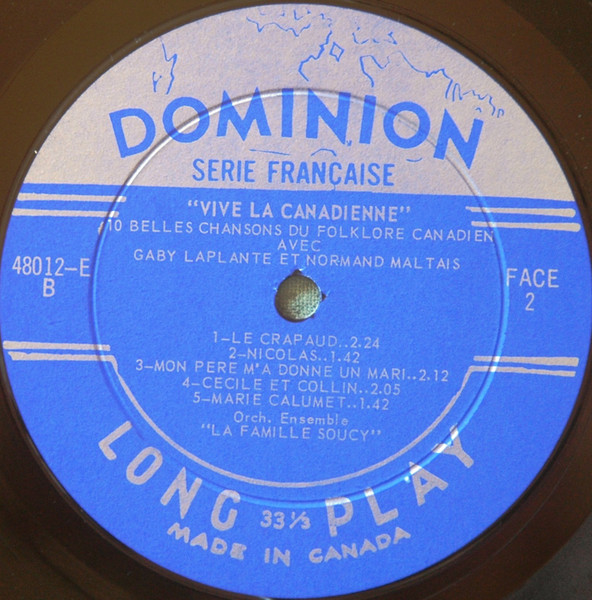 DOMINION
SERIE FRANÇAISE
"VIVE LA CANADIENNE"
10 BELLES CHANSONS DU FOLKLORE CANADIEN
AVEC
GABY LAPLANTE ET NORMAND MALTAIS
48012-E
B
FACE
2
1-LE CRAPAUD..2.24
2-NICOLAS..1.42
3-MON PERE M'A DONNE UN MARI..2.12
4-CECILE ET COLLIN..2.05
5-MARIE CALUMET..1.42
Orch. Ensemble
"LA FAMILLE SOUCY"
LONG 33⅓ PLAY
MADE IN CANADA